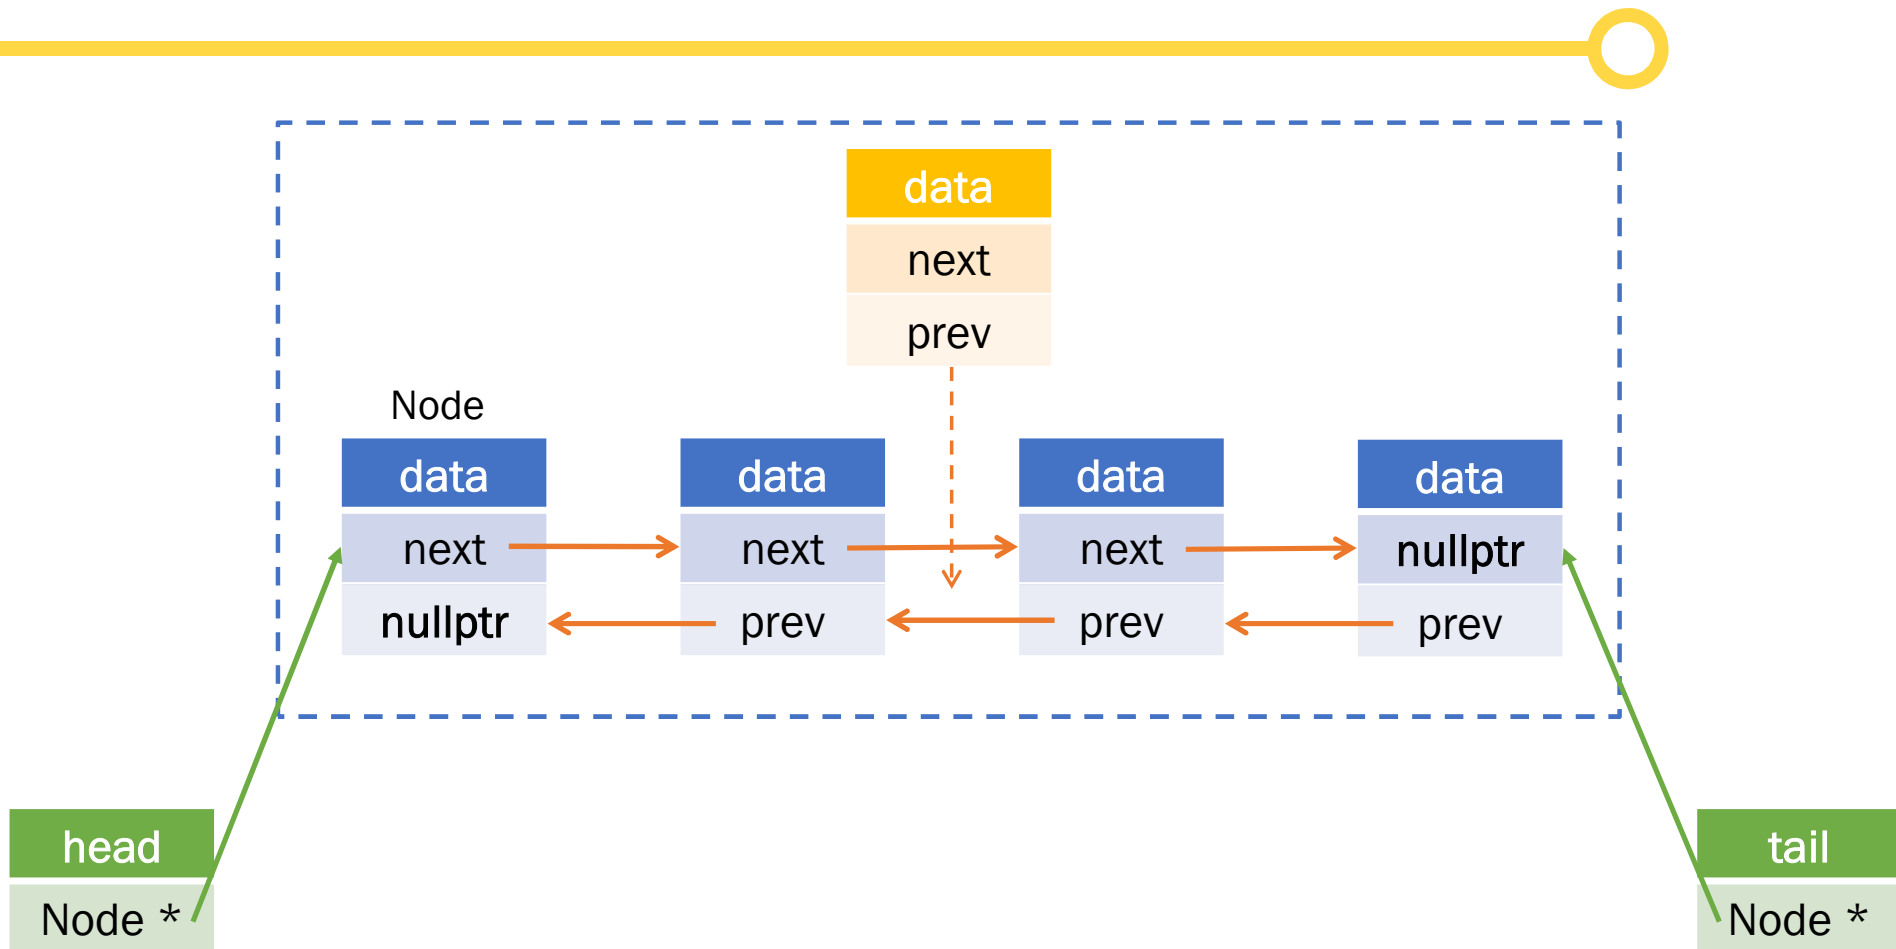 data
next
prev
Node
data
data
data
data
next
next
next
nullptr
nullptr
prev
prev
prev
head
tail
Node *
Node *